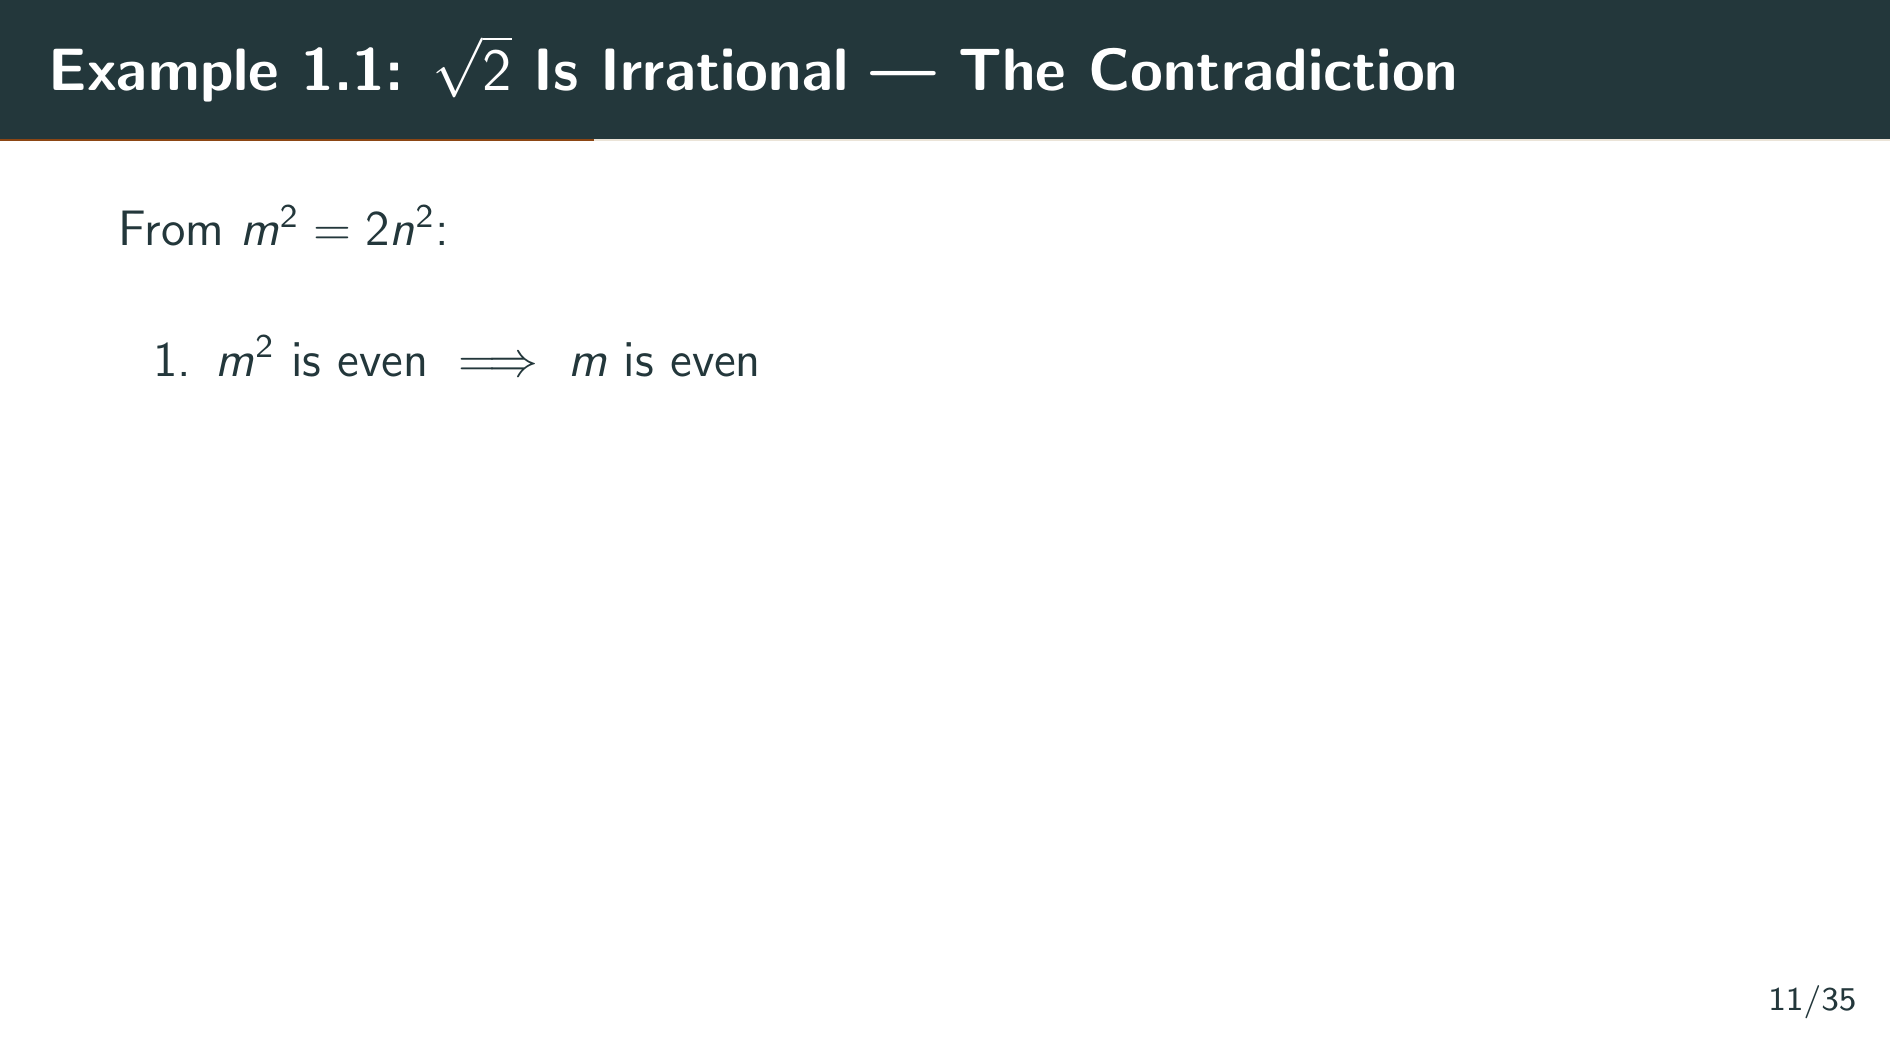 Example 1.1: √2 Is Irrational — The Contradiction
From m² = 2n²:
1. m² is even ⟹ m is even
11/35